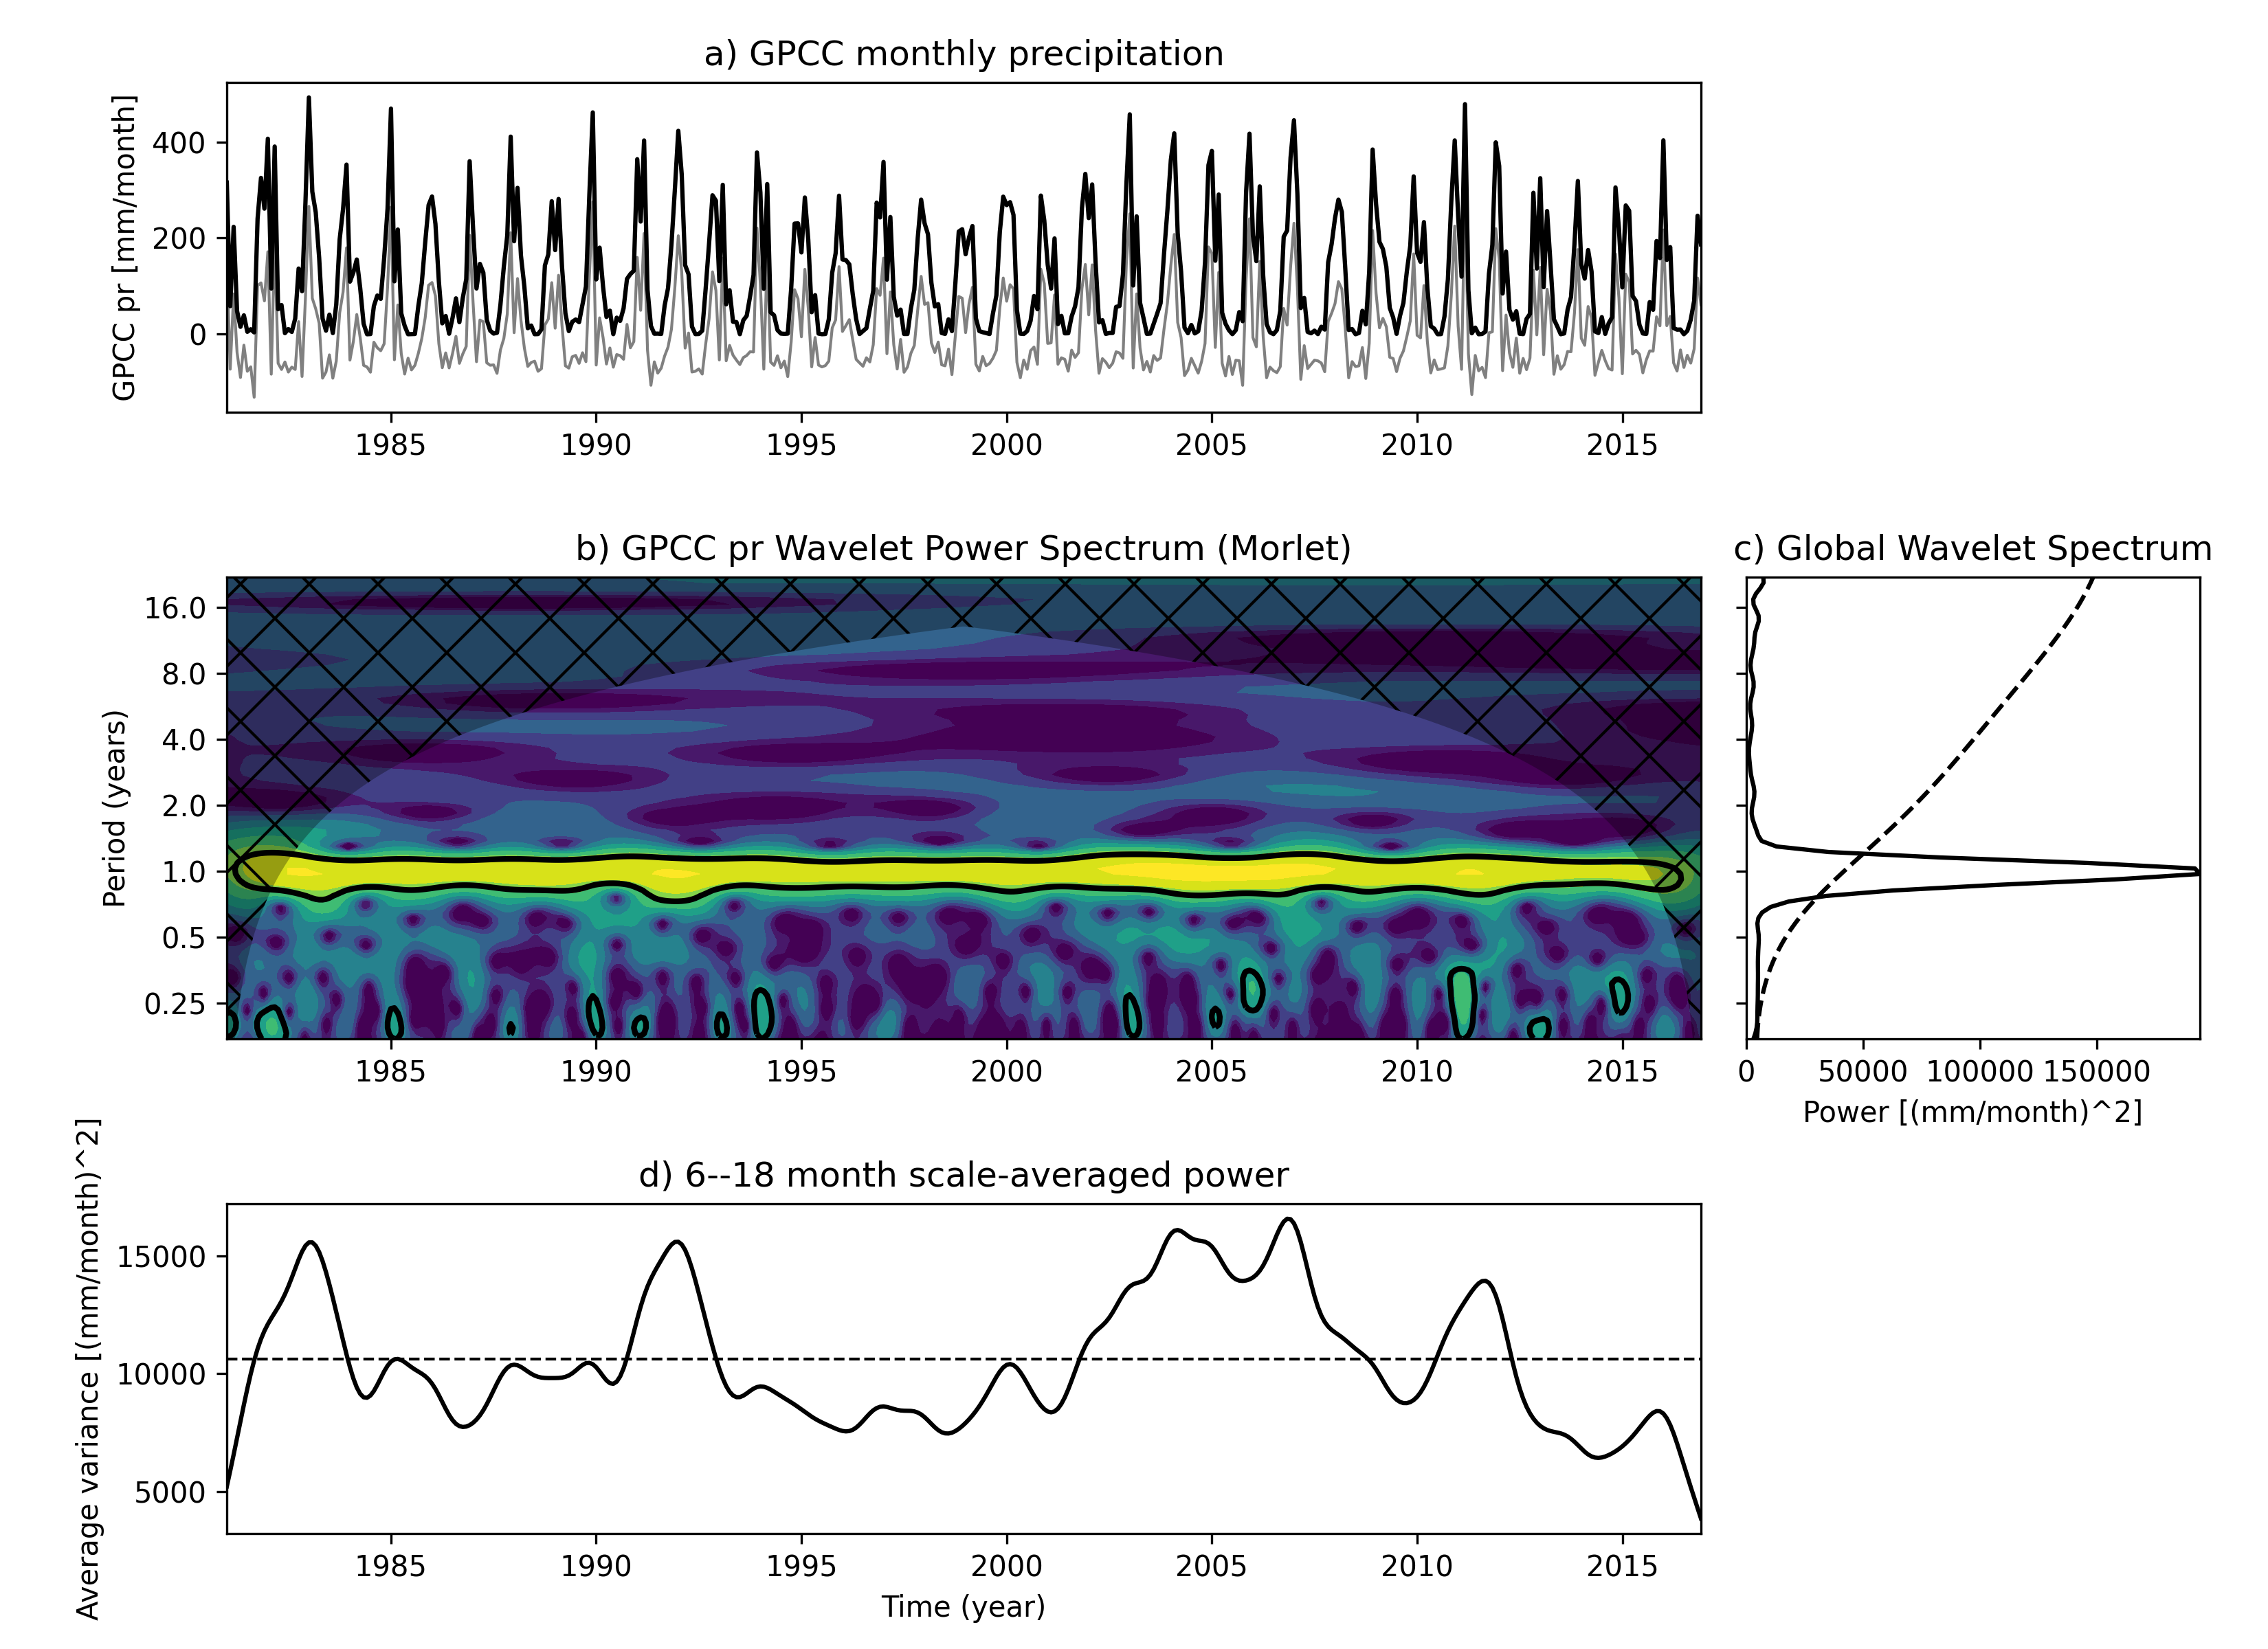 a) GPCC monthly precipitation
GPCC pr [mm/month]
400
200
0
1985 1990 1995 2000 2005 2010 2015
b) GPCC pr Wavelet Power Spectrum (Morlet)
Period (years)
16.0
8.0
4.0
2.0
1.0
0.5
0.25
1985 1990 1995 2000 2005 2010 2015
c) Global Wavelet Spectrum
0 50000 100000 150000
Power [(mm/month)^2]
d) 6--18 month scale-averaged power
Average variance [(mm/month)^2]
15000
10000
5000
1985 1990 1995 2000 2005 2010 2015
Time (year)